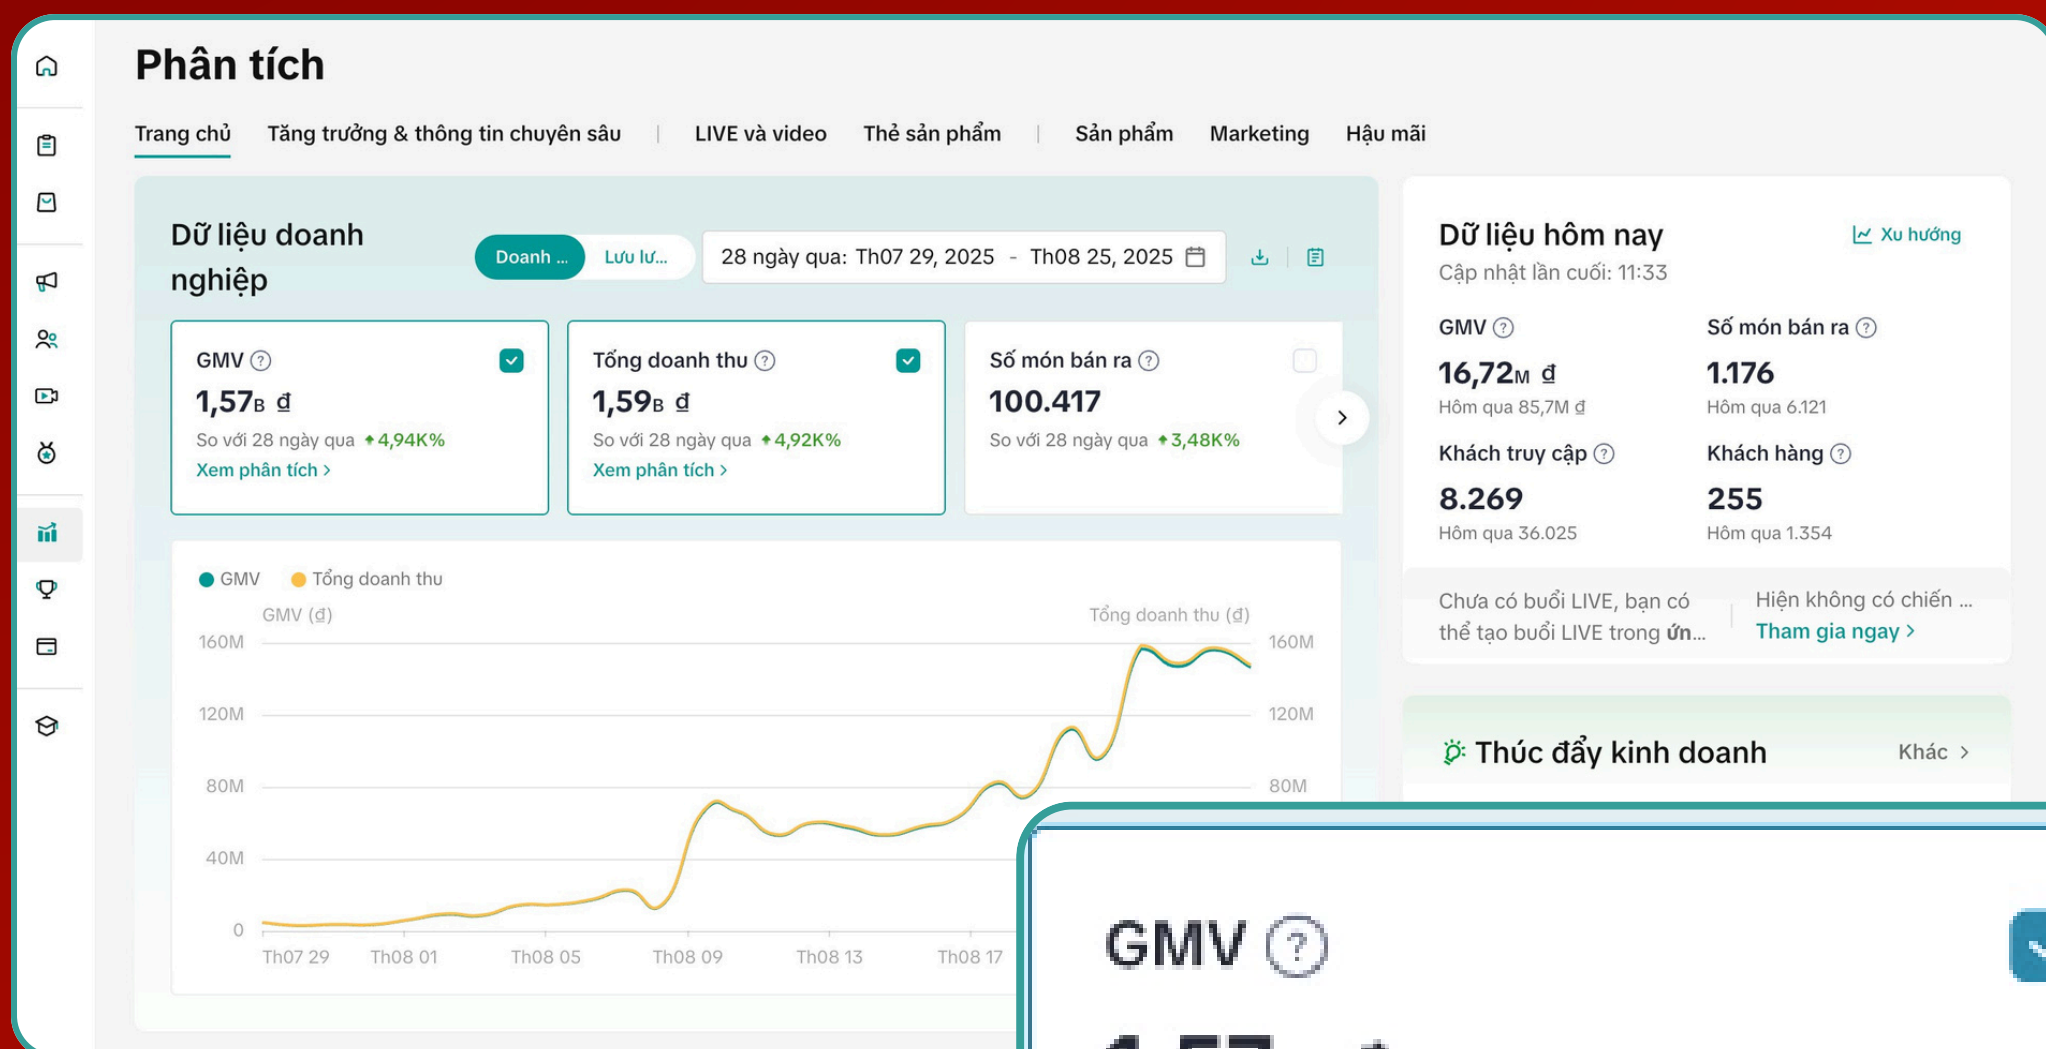 Phân tích
Trang chủ Tăng trưởng & thông tin chuyên sâu LIVE và video Thẻ sản phẩm Sản phẩm Marketing Hậu mãi
Dữ liệu doanh
nghiệp
Doanh ... Lưu lư...
28 ngày qua: Th07 29, 2025 - Th08 25, 2025
GMV
1,57B ₫
So với 28 ngày qua 4,94K%
Xem phân tích
Tổng doanh thu
1,59B ₫
So với 28 ngày qua 4,92K%
Xem phân tích
Số món bán ra
100.417
So với 28 ngày qua 3,48K%
GMV Tổng doanh thu
GMV (₫) Tổng doanh thu (₫)
160M 160M
120M 120M
80M 80M
40M
0
Th07 29 Th08 01 Th08 05 Th08 09 Th08 13 Th08 17
Dữ liệu hôm nay Xu hướng
Cập nhật lần cuối: 11:33
GMV
16,72M ₫
Hôm qua 85,7M ₫
Số món bán ra
1.176
Hôm qua 6.121
Khách truy cập
8.269
Hôm qua 36.025
Khách hàng
255
Hôm qua 1.354
Chưa có buổi LIVE, bạn có
thể tạo buổi LIVE trong ứn...
Hiện không có chiến ...
Tham gia ngay
Thúc đẩy kinh doanh Khác
GMV